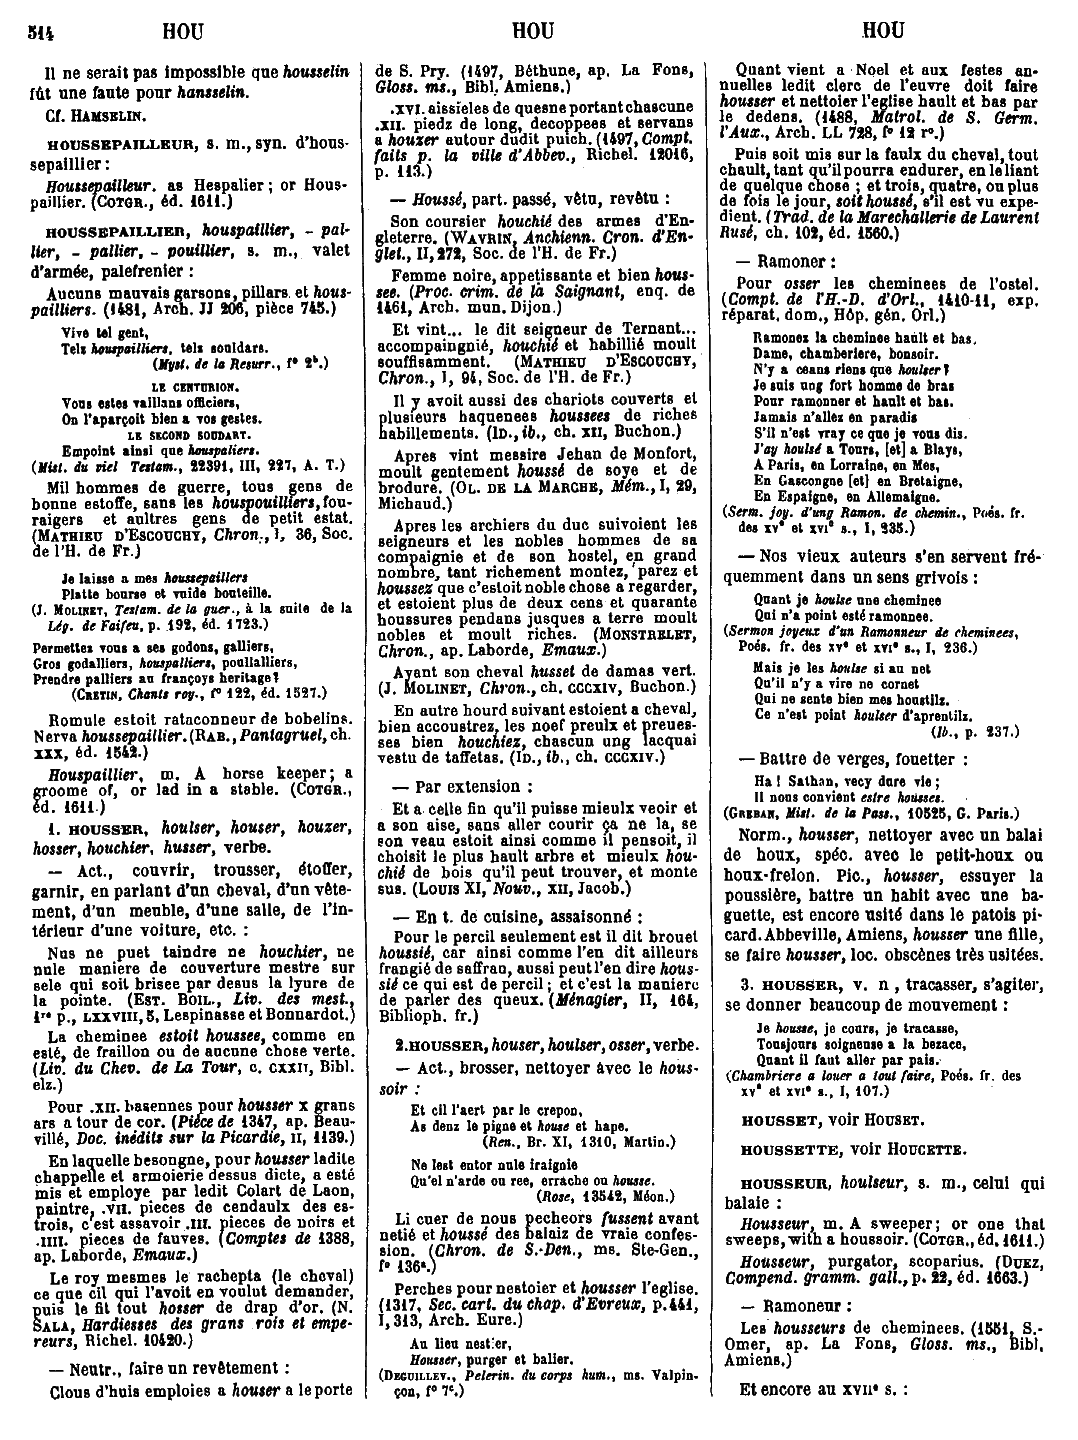 514 HOU HOU HOU
Il ne serait pas impossible que housselin
fût une faute pour hansselin.
Cf. HAMSELIN.
HOUSSEPAILLEUR, s. m., syn. d'hous-
sepaillier :
Houssepailleur. as Hespalier ; or Hous-
paillier. (COTGR., éd. 1611.)
HOUSSEPAILLIER, houspaillier, - pal-
lier, - pallier, - pouillier, s. m., valet
d'armée, palefrenier :
Aucuns mauvais garsons, pillars et hous-
pailliers. (1481, Arch. JJ 206, pièce 745.)
Vive tel gent,
Telz houspailliers, telz souldars.
(Myst. de la Resurr., f° 2b.)
LE CENTURION.
Vous estes vaillans officiers,
On l'aparçoit bien a vos gestes.
LE SECOND SOUDART.
Empoint ainsi que houspaliers.
(Mist. du viel Testam., 22391, III, 227, A. T.)
Mil hommes de guerre, tous gens de
bonne estoffe, sans les houspouilliers, fou-
raigers et aultres gens de petit estat.
(MATHIEU D'ESCOUCHY, Chron., I, 36, Soc.
de l'H. de Fr.)
Je laisse a mes houssepailliers
Platte bourse et vuide bouteille.
(J. MOLINET, Testam. de la guer., à la suite de la
Lég. de Faifeu, p. 192, éd. 1723.)
Permettez vous a ses godons, galliers,
Gros godalliers, houspalliers, poullalliers,
Prendre palliers au françoys heritage ?
(CRETIN, Chants roy., f° 122, éd. 1527.)
Romule estoit rataconneur de bobelins.
Nerva houssepaillier. (RAB., Pantagruel, ch.
XXX, éd. 1542.)
Houspaillier, m. A horse keeper ; a
groome of, or lad in a stable. (COTGR.,
éd. 1611.)
1. HOUSSER, houlser, houser, houzer,
hosser, houchier, husser, verbe.
— Act., couvrir, trousser, étoffer,
garnir, en parlant d'un cheval, d'un vête-
ment, d'un meuble, d'une salle, de l'in-
térieur d'une voiture, etc. :
Nus ne puet taindre ne houchier, ne
nule maniere de couverture mestre sur
sele qui soit brisee par desus la lyure de
la pointe. (EST. BOIL., Liv. des mest.,
1re p., LXXVIII, 5, Lespinasse et Bonnardot.)
La cheminee estoit houssee, comme en
esté, de fraillon ou de aucune chose verte.
(Liv. du Chev. de La Tour, c. CXXII, Bibl.
elz.)
Pour .XII. basennes pour housser x grans
ars a tour de cor. (Pièce de 1347, ap. Beau-
villé, Doc. inédits sur la Picardie, II, 1139.)
En laquelle besongne, pour housser ladite
chappelle et armoierie dessus dicte, a esté
mis et employe par ledit Colart de Laon,
paintre, .VII. pieces de cendaulx des es-
trois, c'est assavoir .III. pieces de noirs et
.IIII. pieces de fauves. (Comptes de 1388,
ap. Laborde, Emaux.)
Le roy mesmes le rachepta (le cheval)
ce que cil qui l'avoit en voulut demander,
puis le fit tout hosser de drap d'or. (N.
SALA, Hardiesses des grans rois et empe-
reurs, Richel. 10420.)
— Neutr., faire un revêtement :
Clous d'huis emploies a houser a le porte
de S. Pry. (1497, Béthune, ap. La Fons,
Gloss. ms., Bibl. Amiens.)
.XVI. aissieles de quesne portant chascune
.XII. piedz de long, decoppees et servans
a houzer autour dudit puich. (1497, Compt.
faits p. la ville d'Abbev., Richel. 12016,
p. 113.)
— Houssé, part. passé, vêtu, revêtu :
Son coursier houchié des armes d'En-
gleterre. (WAVRIN, Anchienn. Cron. d'En-
glet., II, 272, Soc. de l'H. de Fr.)
Femme noire, appetissante et bien hous-
see. (Proc. crim. de la Saignant, enq. de
1461, Arch. mun. Dijon.)
Et vint... le dit seigneur de Ternant...
accompaingnié, houchié et habillié moult
souffisamment. (MATHIEU D'ESCOUCHY,
Chron., I, 94, Soc. de l'H. de Fr.)
Il y avoit aussi des chariots couverts et
plusieurs haquenees houssees de riches
habillements. (ID., ib., ch. XII, Buchon.)
Apres vint messire Jehan de Monfort,
moult gentement houssé de soye et de
brodure. (OL. DE LA MARCHE, Mém., I, 29,
Michaud.)
Apres les archiers du duc suivoient les
seigneurs et les nobles hommes de sa
compaignie et de son hostel, en grand
nombre, tant richement montez, parez et
houssez que c'estoit noble chose a regarder,
et estoient plus de deux cens et quarante
houssures pendans jusques a terre moult
nobles et moult riches. (MONSTRELET,
Chron., ap. Laborde, Emaux.)
Ayant son cheval husset de damas vert.
(J. MOLINET, Chron., ch. CCCXIV, Buchon.)
En autre hourd suivant estoient a cheval,
bien accoustrez, les noef preulx et preues-
ses bien houchiez, chascun ung lacquai
vestu de taffetas. (ID., ib., ch. CCCXIV.)
— Par extension :
Et a celle fin qu'il puisse mieulx veoir et
a son aise, sans aller courir ça ne la, se
son veau estoit ainsi comme il pensoit, il
choisit le plus hault arbre et mieulx hou-
chié de bois qu'il peut trouver, et monte
sus. (LOUIS XI, Nouv., XII, Jacob.)
— En t. de cuisine, assaisonné :
Pour le percil seulement est il dit brouet
houssié, car ainsi comme l'en dit ailleurs
frangié de saffran, aussi peut l'en dire hous-
sié ce qui est de percil ; et c'est la maniere
de parler des queux. (Ménagier, II, 164,
Biblioph. fr.)
2. HOUSSER, houser, houlser, osser, verbe.
— Act., brosser, nettoyer avec le hous-
soir :
Et cil l'aert par le crepon,
As denz le pigne et house et hape.
(Ren., Br. XI, 1310, Martin.)
Ne lest entor nule iraignie
Qu'el n'arde ou ree, errache ou housse.
(Rose, 13542, Méon.)
Li cuer de nous pecheors fussent avant
netié et houssé des balaiz de vraie confes-
sion. (Chron. de S.-Den., ms. Ste-Gen.,
f° 136a.)
Perches pour nestoier et housser l'eglise.
(1317, Sec. cart. du chap. d'Evreux, p. 441,
I, 313, Arch. Eure.)
Au lieu nestier,
Housser, purger et balier.
(DEGUILLEV., Pelerin. du corps hum., ms. Valpin-
çon, f° 7c.)
Quant vient a Noel et aux festes an-
nuelles ledit clerc de l'euvre doit faire
housser et nettoier l'eglise hault et bas par
le dedens. (1488, Matrol. de S. Germ.
l'Aux., Arch. LL 728, f° 12 r°.)
Puis soit mis sur la faulx du cheval, tout
chault, tant qu'il pourra endurer, en le liant
de quelque chose ; et trois, quatre, ou plus
de fois le jour, soit houssé, s'il est vu expe-
dient. (Trad. de la Marechallerie de Laurent
Rusé, ch. 102, éd. 1560.)
— Ramoner :
Pour osser les cheminees de l'ostel.
(Compt. de l'H.-D. d'Orl., 1410-11, exp.
réparat. dom., Hôp. gén. Orl.)
Ramonez la cheminee hault et bas,
Dame, chamberiere, bonsoir.
N'y a ceans riens que houlser ?
Je suis ung fort homme de bras
Pour ramonner et hault et bas.
Jamais n'allez en paradis
S'il n'est vray ce que je vous dis.
J'ay houlsé a Tours, [et] a Blays,
A Paris, en Lorraine, en Mes,
En Gascongne [et] en Bretaigne,
En Espaigne, en Allemaigne.
(Serm. joy. d'ung Ramon. de chemin., Poés. fr.
des XVe et XVIe s., I, 235.)
— Nos vieux auteurs s'en servent fré-
quemment dans un sens grivois :
Quant je houlse une cheminee
Qui n'a point esté ramonnee.
(Sermon joyeux d'un Ramonneur de cheminees,
Poés. fr. des XVe et XVIe s., I, 236.)
Mais je les houlse si au net
Qu'il n'y a vire ne cornet
Qui ne sente bien mes houstilz.
Ce n'est point houlser d'aprentilz.
(Ib., p. 237.)
— Battre de verges, fouetter :
Ha ! Sathan, vecy dure vie ;
Il nous convient estre housses.
(GREBAN, Mist. de la Pass., 10525, G. Paris.)
Norm., housser, nettoyer avec un balai
de houx, spéc. avec le petit-houx ou
houx-frelon. Pic., housser, essuyer la
poussière, battre un habit avec une ba-
guette, est encore usité dans le patois pi-
card. Abbeville, Amiens, housser une fille,
se faire housser, loc. obscènes très usitées.
3. HOUSSER, v. n , tracasser, s'agiter,
se donner beaucoup de mouvement :
Je housse, je cours, je tracasse,
Tousjours soigneuse a la bezace,
Quant il faut aller par pais.
(Chambriere a louer a tout faire, Poés. fr. des
XVe et XVIe s., I, 107.)
HOUSSET, voir HOUSET.
HOUSSETTE, voir HOUCETTE.
HOUSSEUR, houlseur, s. m., celui qui
balaie :
Housseur, m. A sweeper; or one that
sweeps, with a houssoir. (COTGR., éd. 1611.)
Housseur, purgator, scoparius. (DUEZ,
Compend. gramm. gall., p. 22, éd. 1663.)
— Ramoneur :
Les housseurs de cheminees. (1551, S.-
Omer, ap. La Fons, Gloss. ms., Bibl.
Amiens.)
Et encore au XVIIe s. :